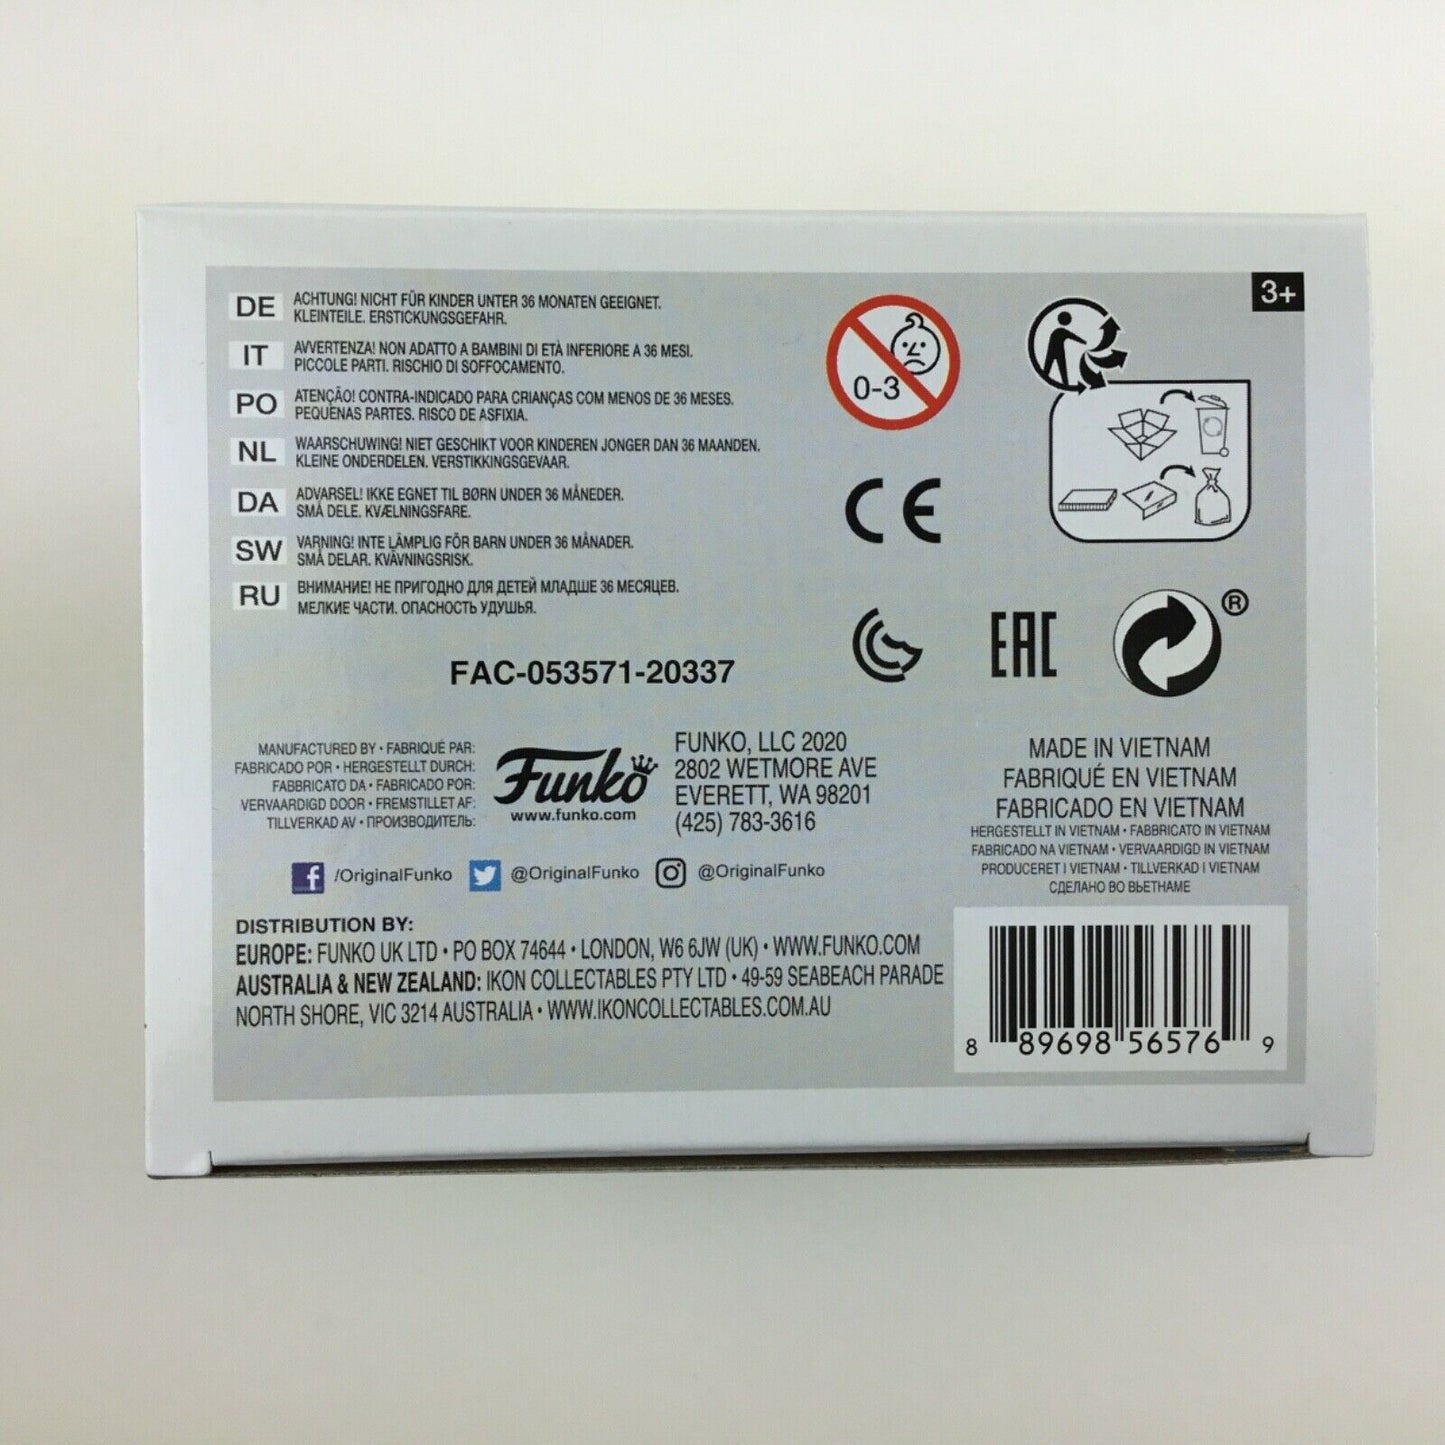 3+
DE ACHTUNG! NICHT FÜR KINDER UNTER 36 MONATEN GEEIGNET.
KLEINTEILE. ERSTICKUNGSGEFAHR.
IT AVVERTENZA! NON ADATTO A BAMBINI DI ETÀ INFERIORE A 36 MESI.
PICCOLE PARTI. RISCHIO DI SOFFOCAMENTO.
PO ATENÇÃO! CONTRA-INDICADO PARA CRIANÇAS COM MENOS DE 36 MESES.
PEQUENAS PARTES. RISCO DE ASFIXIA.
NL WAARSCHUWING! NIET GESCHIKT VOOR KINDEREN JONGER DAN 36 MAANDEN.
KLEINE ONDERDELEN. VERSTIKKINGSGEVAAR.
DA ADVARSEL! IKKE EGNET TIL BØRN UNDER 36 MÅNEDER.
SMÅ DELE. KVÆLNINGSFARE.
SW VARNING! INTE LÄMPLIG FÖR BARN UNDER 36 MÅNADER.
SMÅ DELAR. KVÄVNINGSRISK.
RU ВНИМАНИЕ! НЕ ПРИГОДНО ДЛЯ ДЕТЕЙ МЛАДШЕ 36 МЕСЯЦЕВ.
МЕЛКИЕ ЧАСТИ. ОПАСНОСТЬ УДУШЬЯ.
0-3
CE
EAC
®
FAC-053571-20337
MANUFACTURED BY • FABRIQUÉ PAR:
FABRICADO POR • HERGESTELLT DURCH:
FABBRICATO DA • FABRICADO POR:
VERVAARDIGD DOOR • FREMSTILLET AF:
TILLVERKAD AV • ПРОИЗВОДИТЕЛЬ:
Funko
www.funko.com
FUNKO, LLC 2020
2802 WETMORE AVE
EVERETT, WA 98201
(425) 783-3616
MADE IN VIETNAM
FABRIQUÉ EN VIETNAM
FABRICADO EN VIETNAM
HERGESTELLT IN VIETNAM • FABBRICATO IN VIETNAM
FABRICADO NA VIETNAM • VERVAARDIGD IN VIETNAM
PRODUCERET I VIETNAM • TILLVERKAD I VIETNAM
СДЕЛАНО ВО ВЬЕТНАМЕ
f /OriginalFunko @OriginalFunko @OriginalFunko
DISTRIBUTION BY:
EUROPE: FUNKO UK LTD • PO BOX 74644 • LONDON, W6 6JW (UK) • WWW.FUNKO.COM
AUSTRALIA & NEW ZEALAND: IKON COLLECTABLES PTY LTD • 49-59 SEABEACH PARADE
NORTH SHORE, VIC 3214 AUSTRALIA • WWW.IKONCOLLECTABLES.COM.AU
8 89698 56576 9